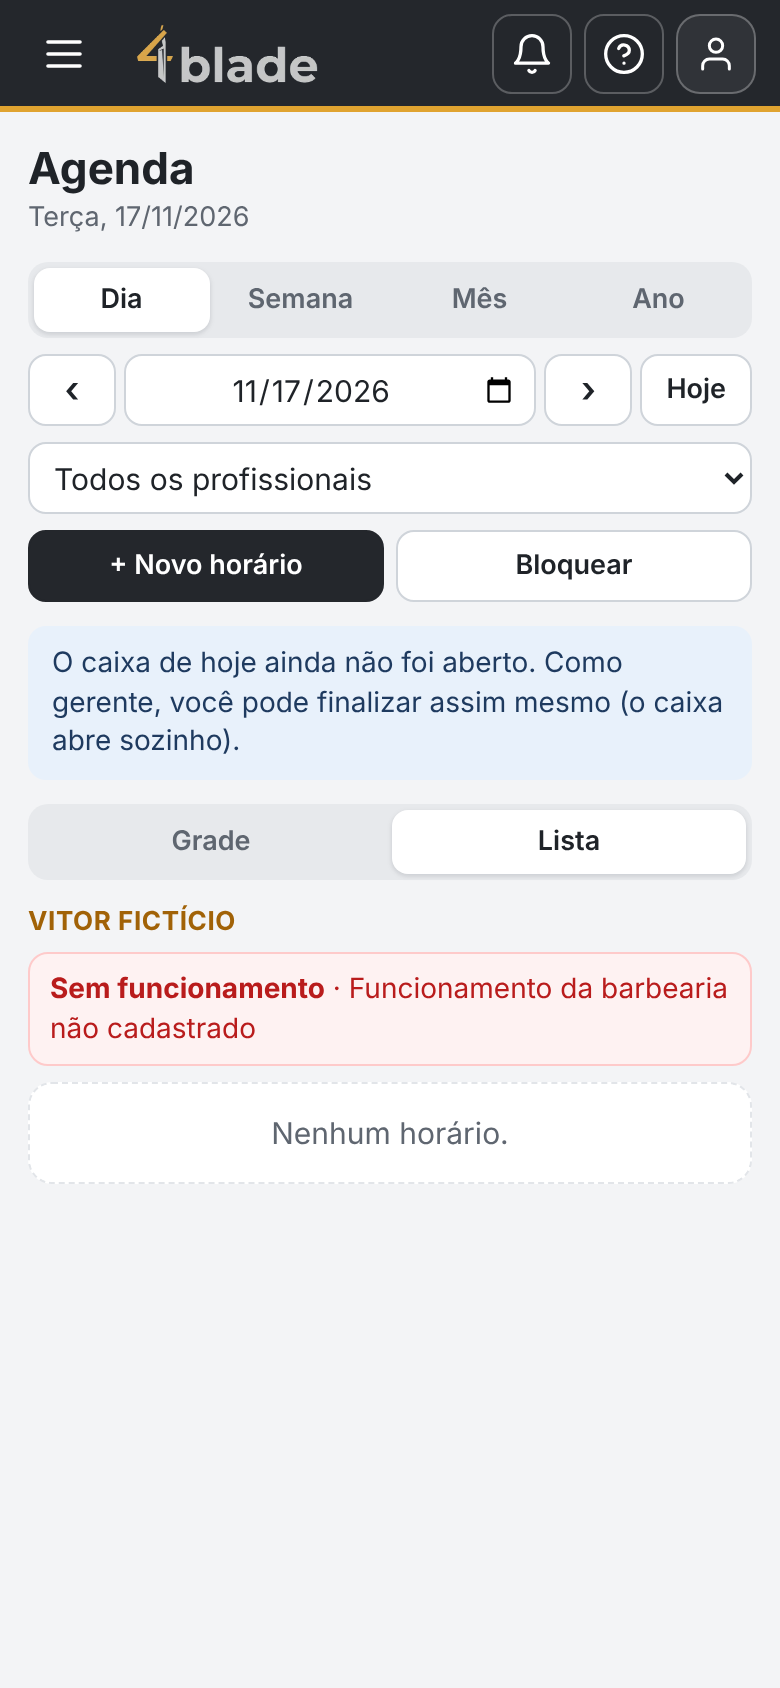 4blade
Agenda
Terça, 17/11/2026
Dia
Semana
Mês
Ano
‹
11/17/2026
›
Hoje
Todos os profissionais
+ Novo horário
Bloquear
O caixa de hoje ainda não foi aberto. Como
gerente, você pode finalizar assim mesmo (o caixa
abre sozinho).
Grade
Lista
VITOR FICTÍCIO
Sem funcionamento · Funcionamento da barbearia
não cadastrado
Nenhum horário.